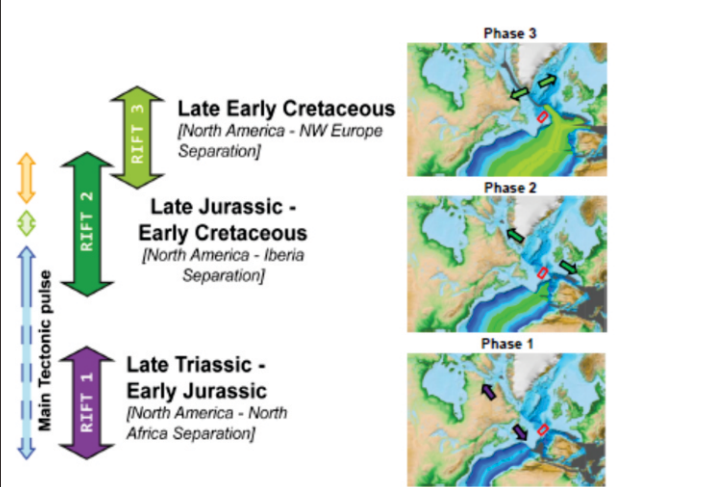 Phase 3
RIFT 3
Late Early Cretaceous
[North America - NW Europe
Separation]
Phase 2
RIFT 2
Late Jurassic -
Early Cretaceous
[North America - Iberia
Separation]
Phase 1
Main Tectonic pulse
RIFT 1
Late Triassic -
Early Jurassic
[North America - North
Africa Separation]